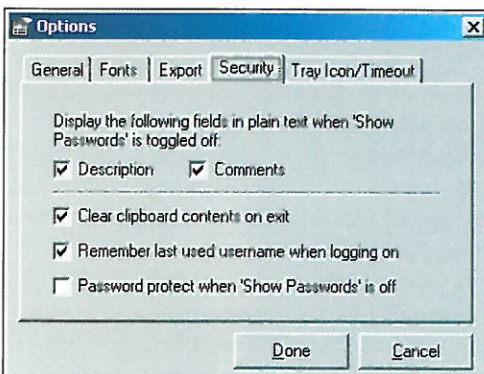 Options
General Fonts Export Security Tray Icon/Timeout
Display the following fields in plain text when 'Show
Passwords' is toggled off:
Description Comments
Clear clipboard contents on exit
Remember last used username when logging on
Password protect when 'Show Passwords' is off
Done Cancel